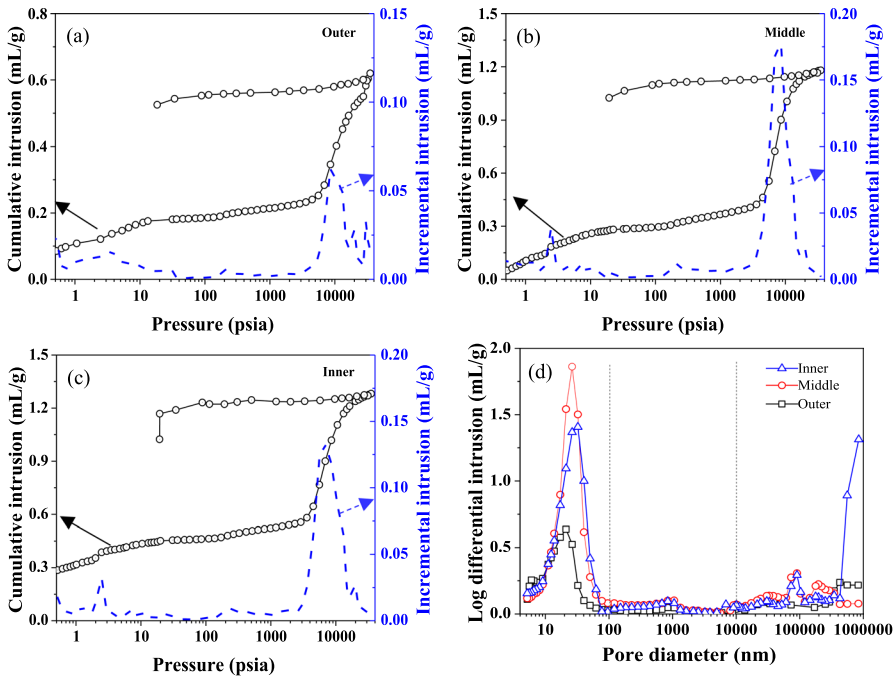 (a)
Outer
Cumulative intrusion (mL/g)
0.8
0.6
0.4
0.2
0.0
1
10
100
1000
10000
Pressure (psia)
0.15
0.10
0.05
0.00
Incremental intrusion (mL/g)
(b)
Middle
Cumulative intrusion (mL/g)
1.5
1.2
0.9
0.6
0.3
0.0
1
10
100
1000
10000
Pressure (psia)
0.20
0.15
0.10
0.05
0.00
Incremental intrusion (mL/g)
(c)
Inner
Cumulative intrusion (mL/g)
1.5
1.2
0.9
0.6
0.3
0.0
1
10
100
1000
10000
Pressure (psia)
0.20
0.15
0.10
0.05
0.00
Incremental intrusion (mL/g)
(d)
Inner
Middle
Outer
Log differential intrusion (mL/g)
2.0
1.5
1.0
0.5
0.0
10
100
1000
10000
100000
1000000
Pore diameter (nm)